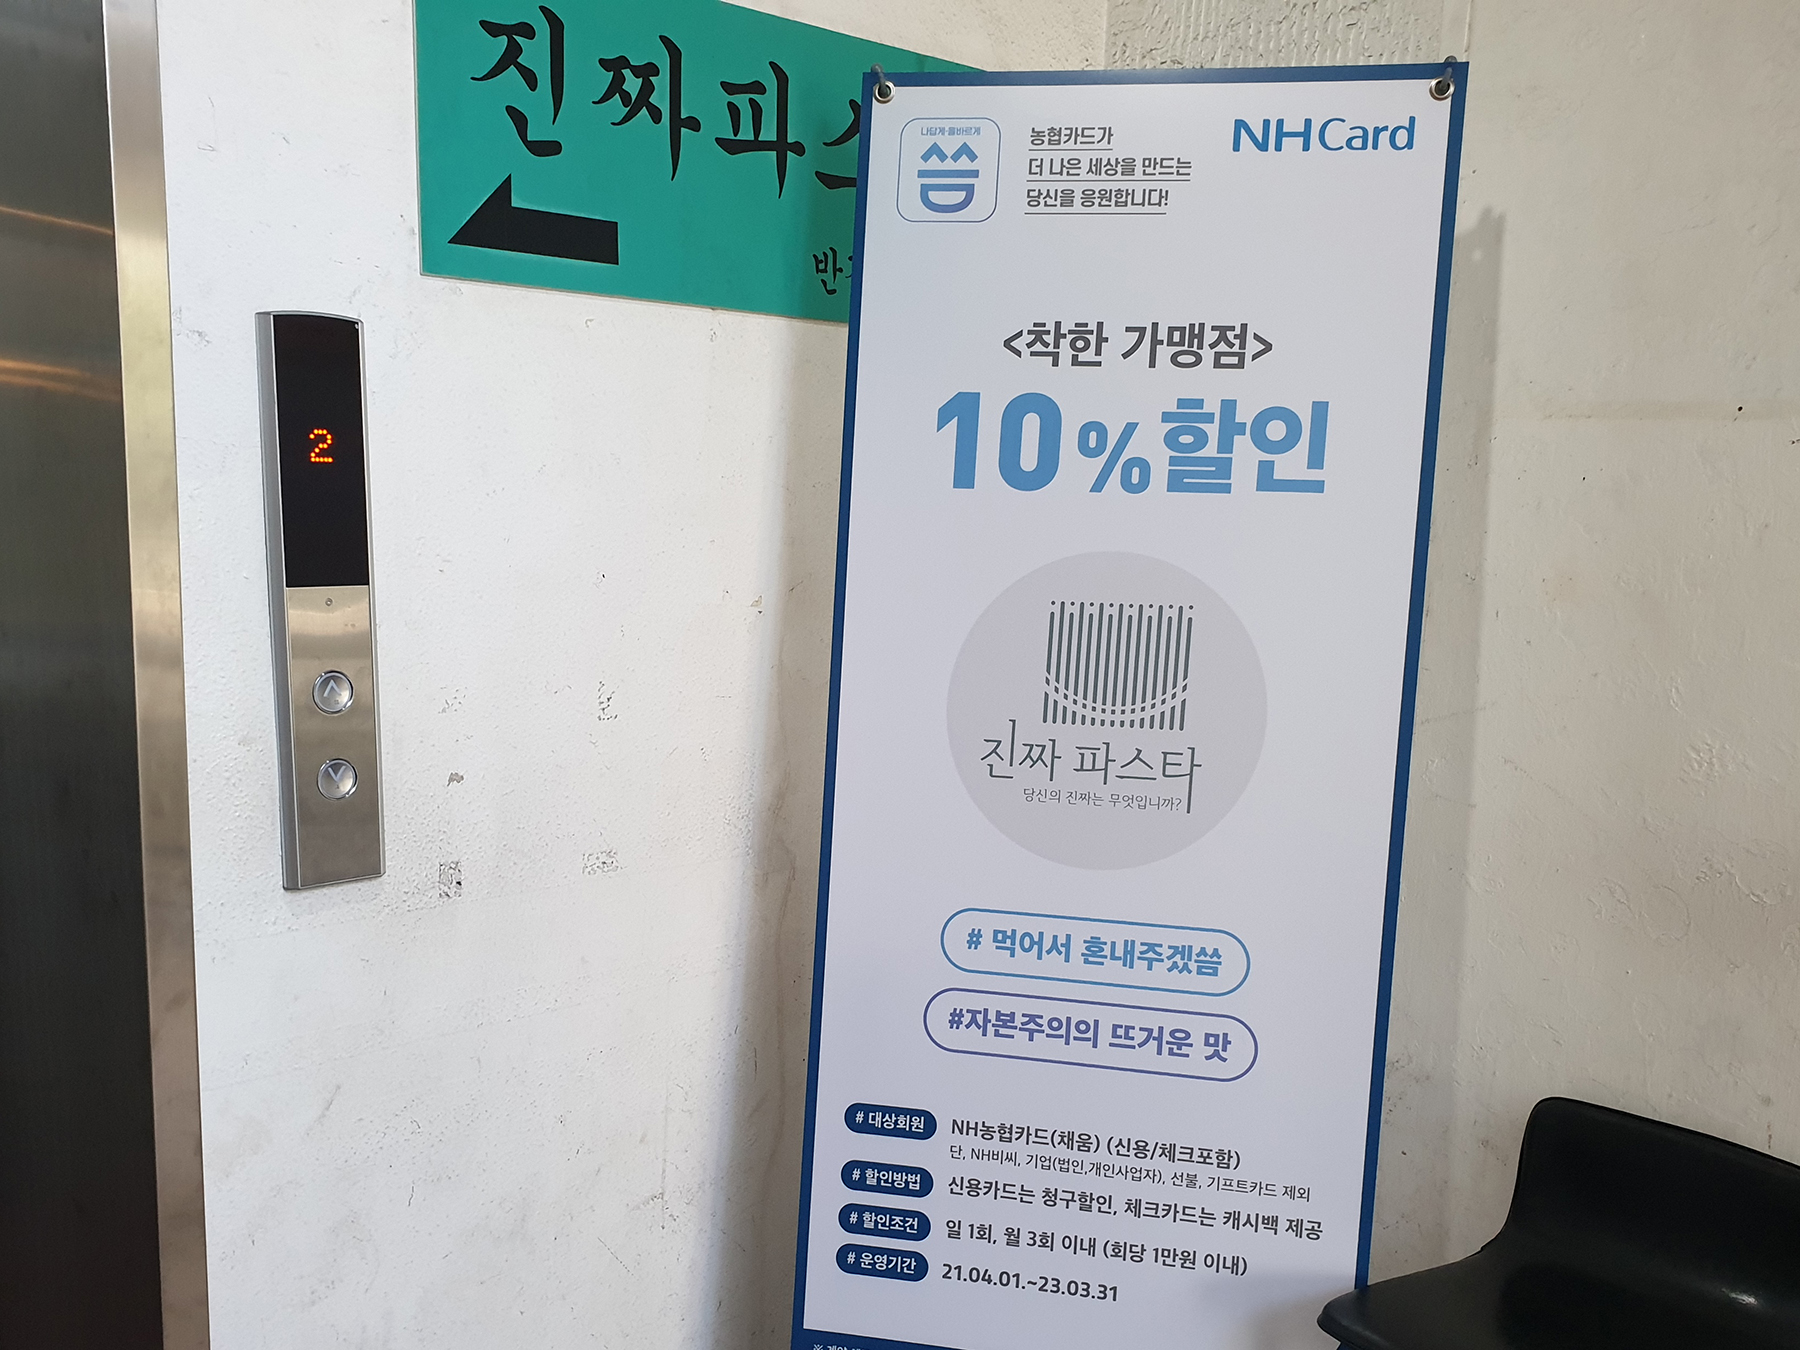 진짜파스
반
2
나답게·올바르게
씀
농협카드가
더 나은 세상을 만드는
당신을 응원합니다!
NH Card
<착한 가맹점>
10%할인
진짜 파스타
당신의 진짜는 무엇입니까?
# 먹어서 혼내주겠씀
#자본주의의 뜨거운 맛
# 대상회원 NH농협카드(채움) (신용/체크포함)
단, NH비씨, 기업(법인,개인사업자), 선불, 기프트카드 제외
# 할인방법 신용카드는 청구할인, 체크카드는 캐시백 제공
# 할인조건 일 1회, 월 3회 이내 (회당 1만원 이내)
# 운영기간 21.04.01.~23.03.31